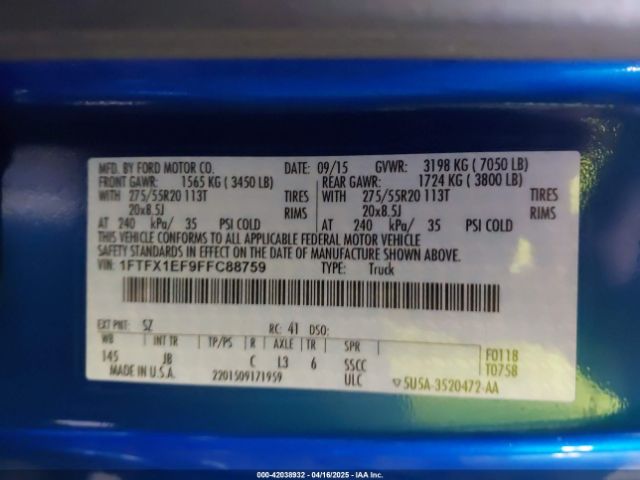 MFD. BY FORD MOTOR CO. DATE: 09/15 GVWR: 3198 KG ( 7050 LB)
FRONT GAWR: 1565 KG ( 3450 LB) REAR GAWR: 1724 KG ( 3800 LB)
WITH 275/55R20 113T TIRES WITH 275/55R20 113T TIRES
20x8.5J RIMS 20x8.5J RIMS
AT 240 kPa/ 35 PSI COLD AT 240 kPa/ 35 PSI COLD
THIS VEHICLE CONFORMS TO ALL APPLICABLE FEDERAL MOTOR VEHICLE
SAFETY STANDARDS IN EFFECT ON THE DATE OF MANUFACTURE SHOWN ABOVE.
VIN: 1FTFX1EF9FFC88759 TYPE: Truck
EXT PNT: SZ RC: 41 DSO:
WB INT TR TP/PS R AXLE TR SPR
145 JB C L3 6 SSCC
F0118
T0758
MADE IN U.S.A. 2201509171959 ULC 5U5A-3520472-AA
000-42038932 - 04/16/2025 - IAA Inc.